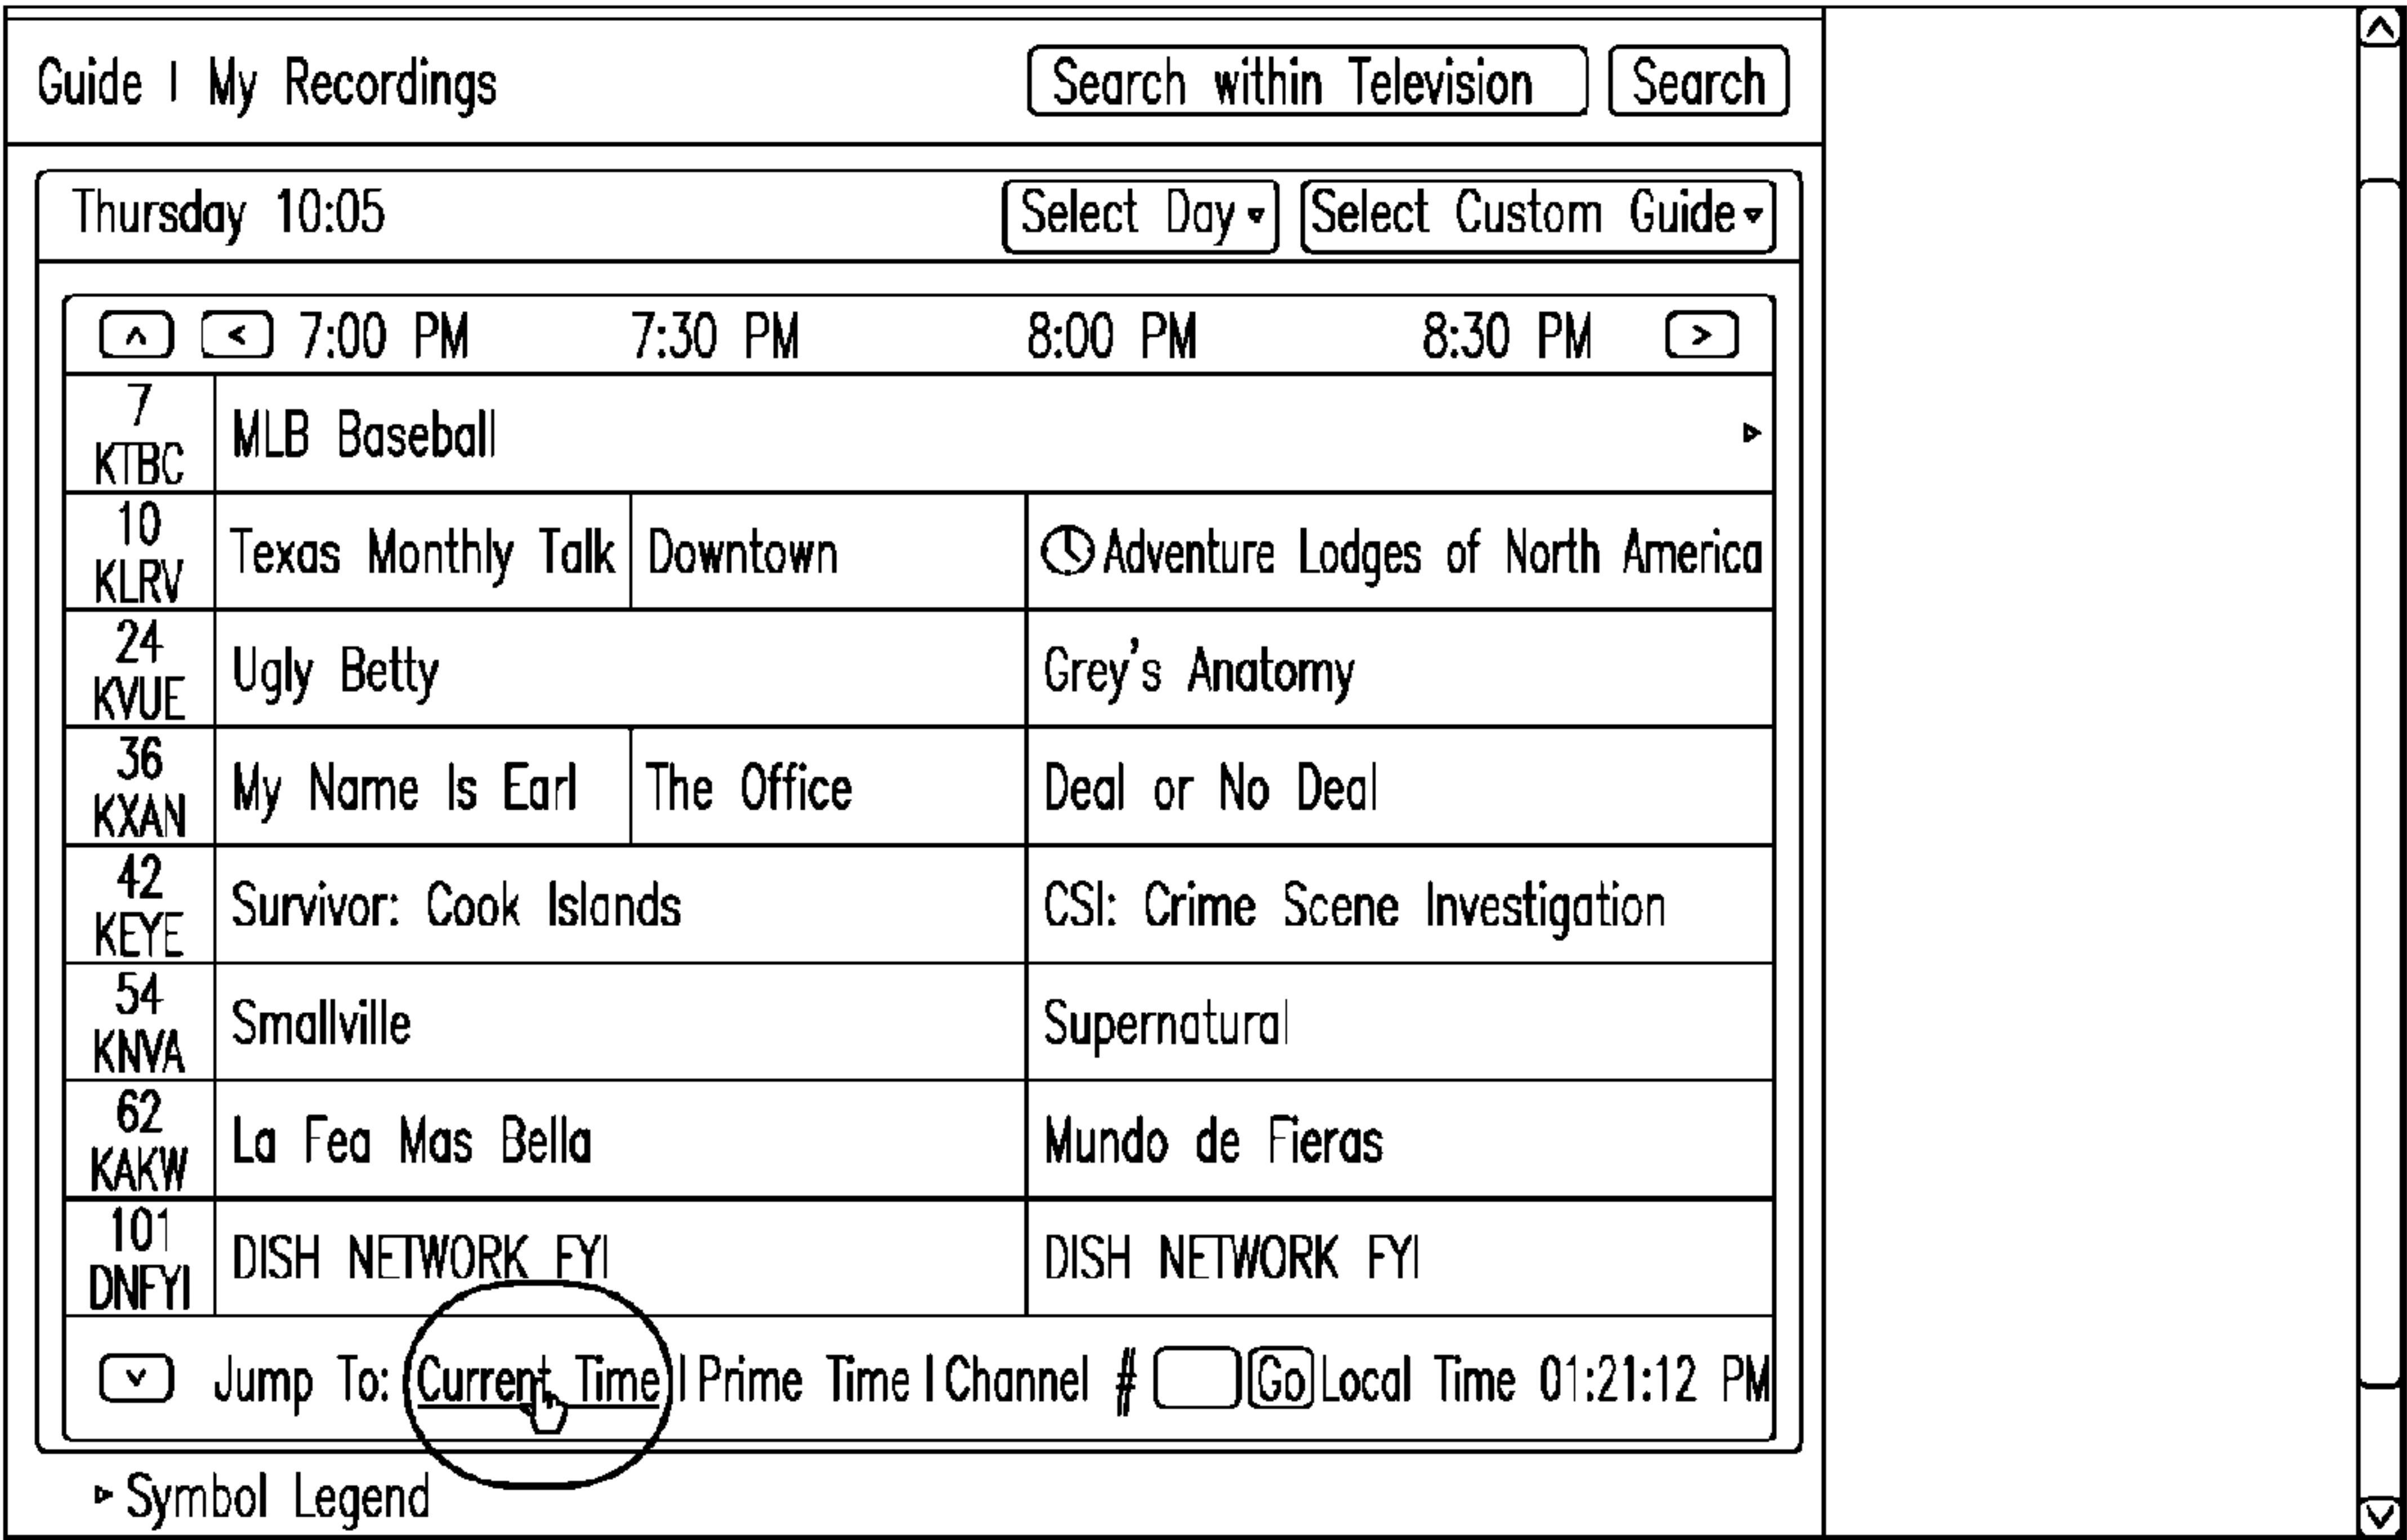 Guide | My Recordings Search within Television Search
Thursday 10:05 Select Day Select Custom Guide
7:00 PM 7:30 PM 8:00 PM 8:30 PM
7
KTBC
MLB Baseball
10
KLRV
Texas Monthly Talk Downtown Adventure Lodges of North America
24
KVUE
Ugly Betty Grey's Anatomy
36
KXAN
My Name Is Earl The Office Deal or No Deal
42
KEYE
Survivor: Cook Islands CSI: Crime Scene Investigation
54
KNVA
Smallville Supernatural
62
KAKW
La Fea Mas Bella Mundo de Fieras
101
DNFYI
DISH NETWORK FYI DISH NETWORK FYI
Jump To: Current Time | Prime Time | Channel # Go Local Time 01:21:12 PM
Symbol Legend